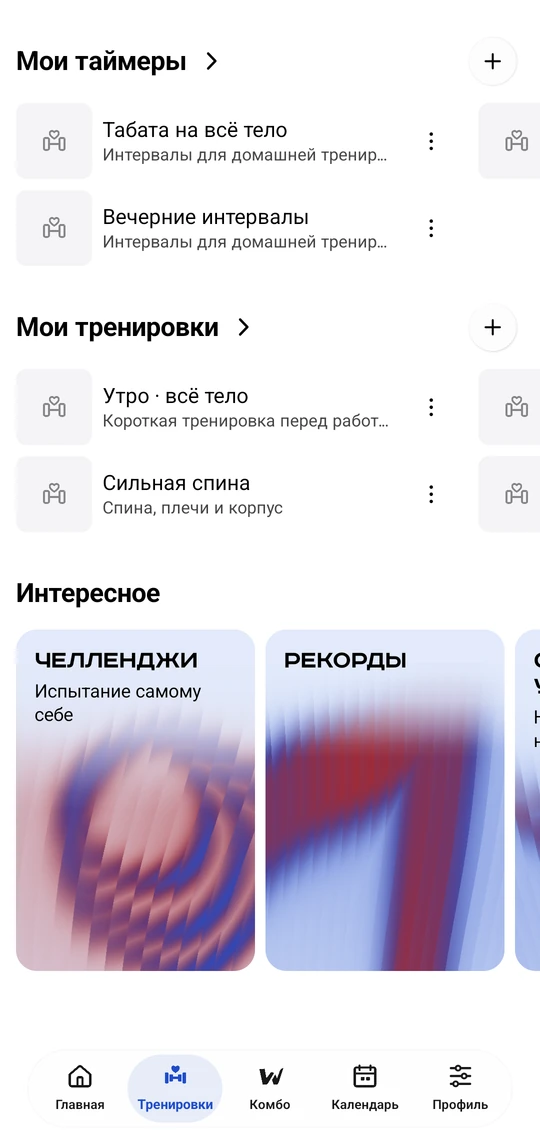 Мои таймеры
Табата на всё тело
Интервалы для домашней тренир...
Вечерние интервалы
Интервалы для домашней тренир...
Мои тренировки
Утро · всё тело
Короткая тренировка перед работ...
Сильная спина
Спина, плечи и корпус
Интересное
ЧЕЛЛЕНДЖИ
Испытание самому
себе
РЕКОРДЫ
Главная
Тренировки
Комбо
Календарь
Профиль